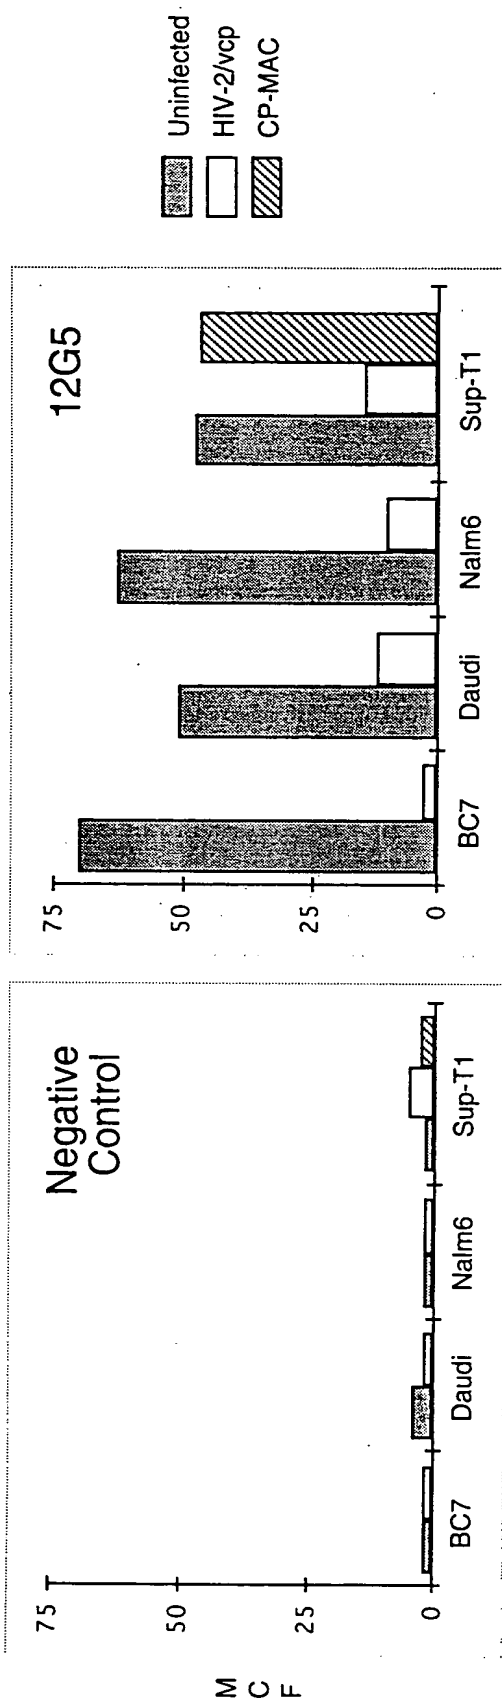 MCF
Negative
Control
75
50
25
0
BC7
Daudi
Nalm6
Sup-T1
12G5
75
50
25
0
BC7
Daudi
Nalm6
Sup-T1
Uninfected
HIV-2/vcp
CP-MAC